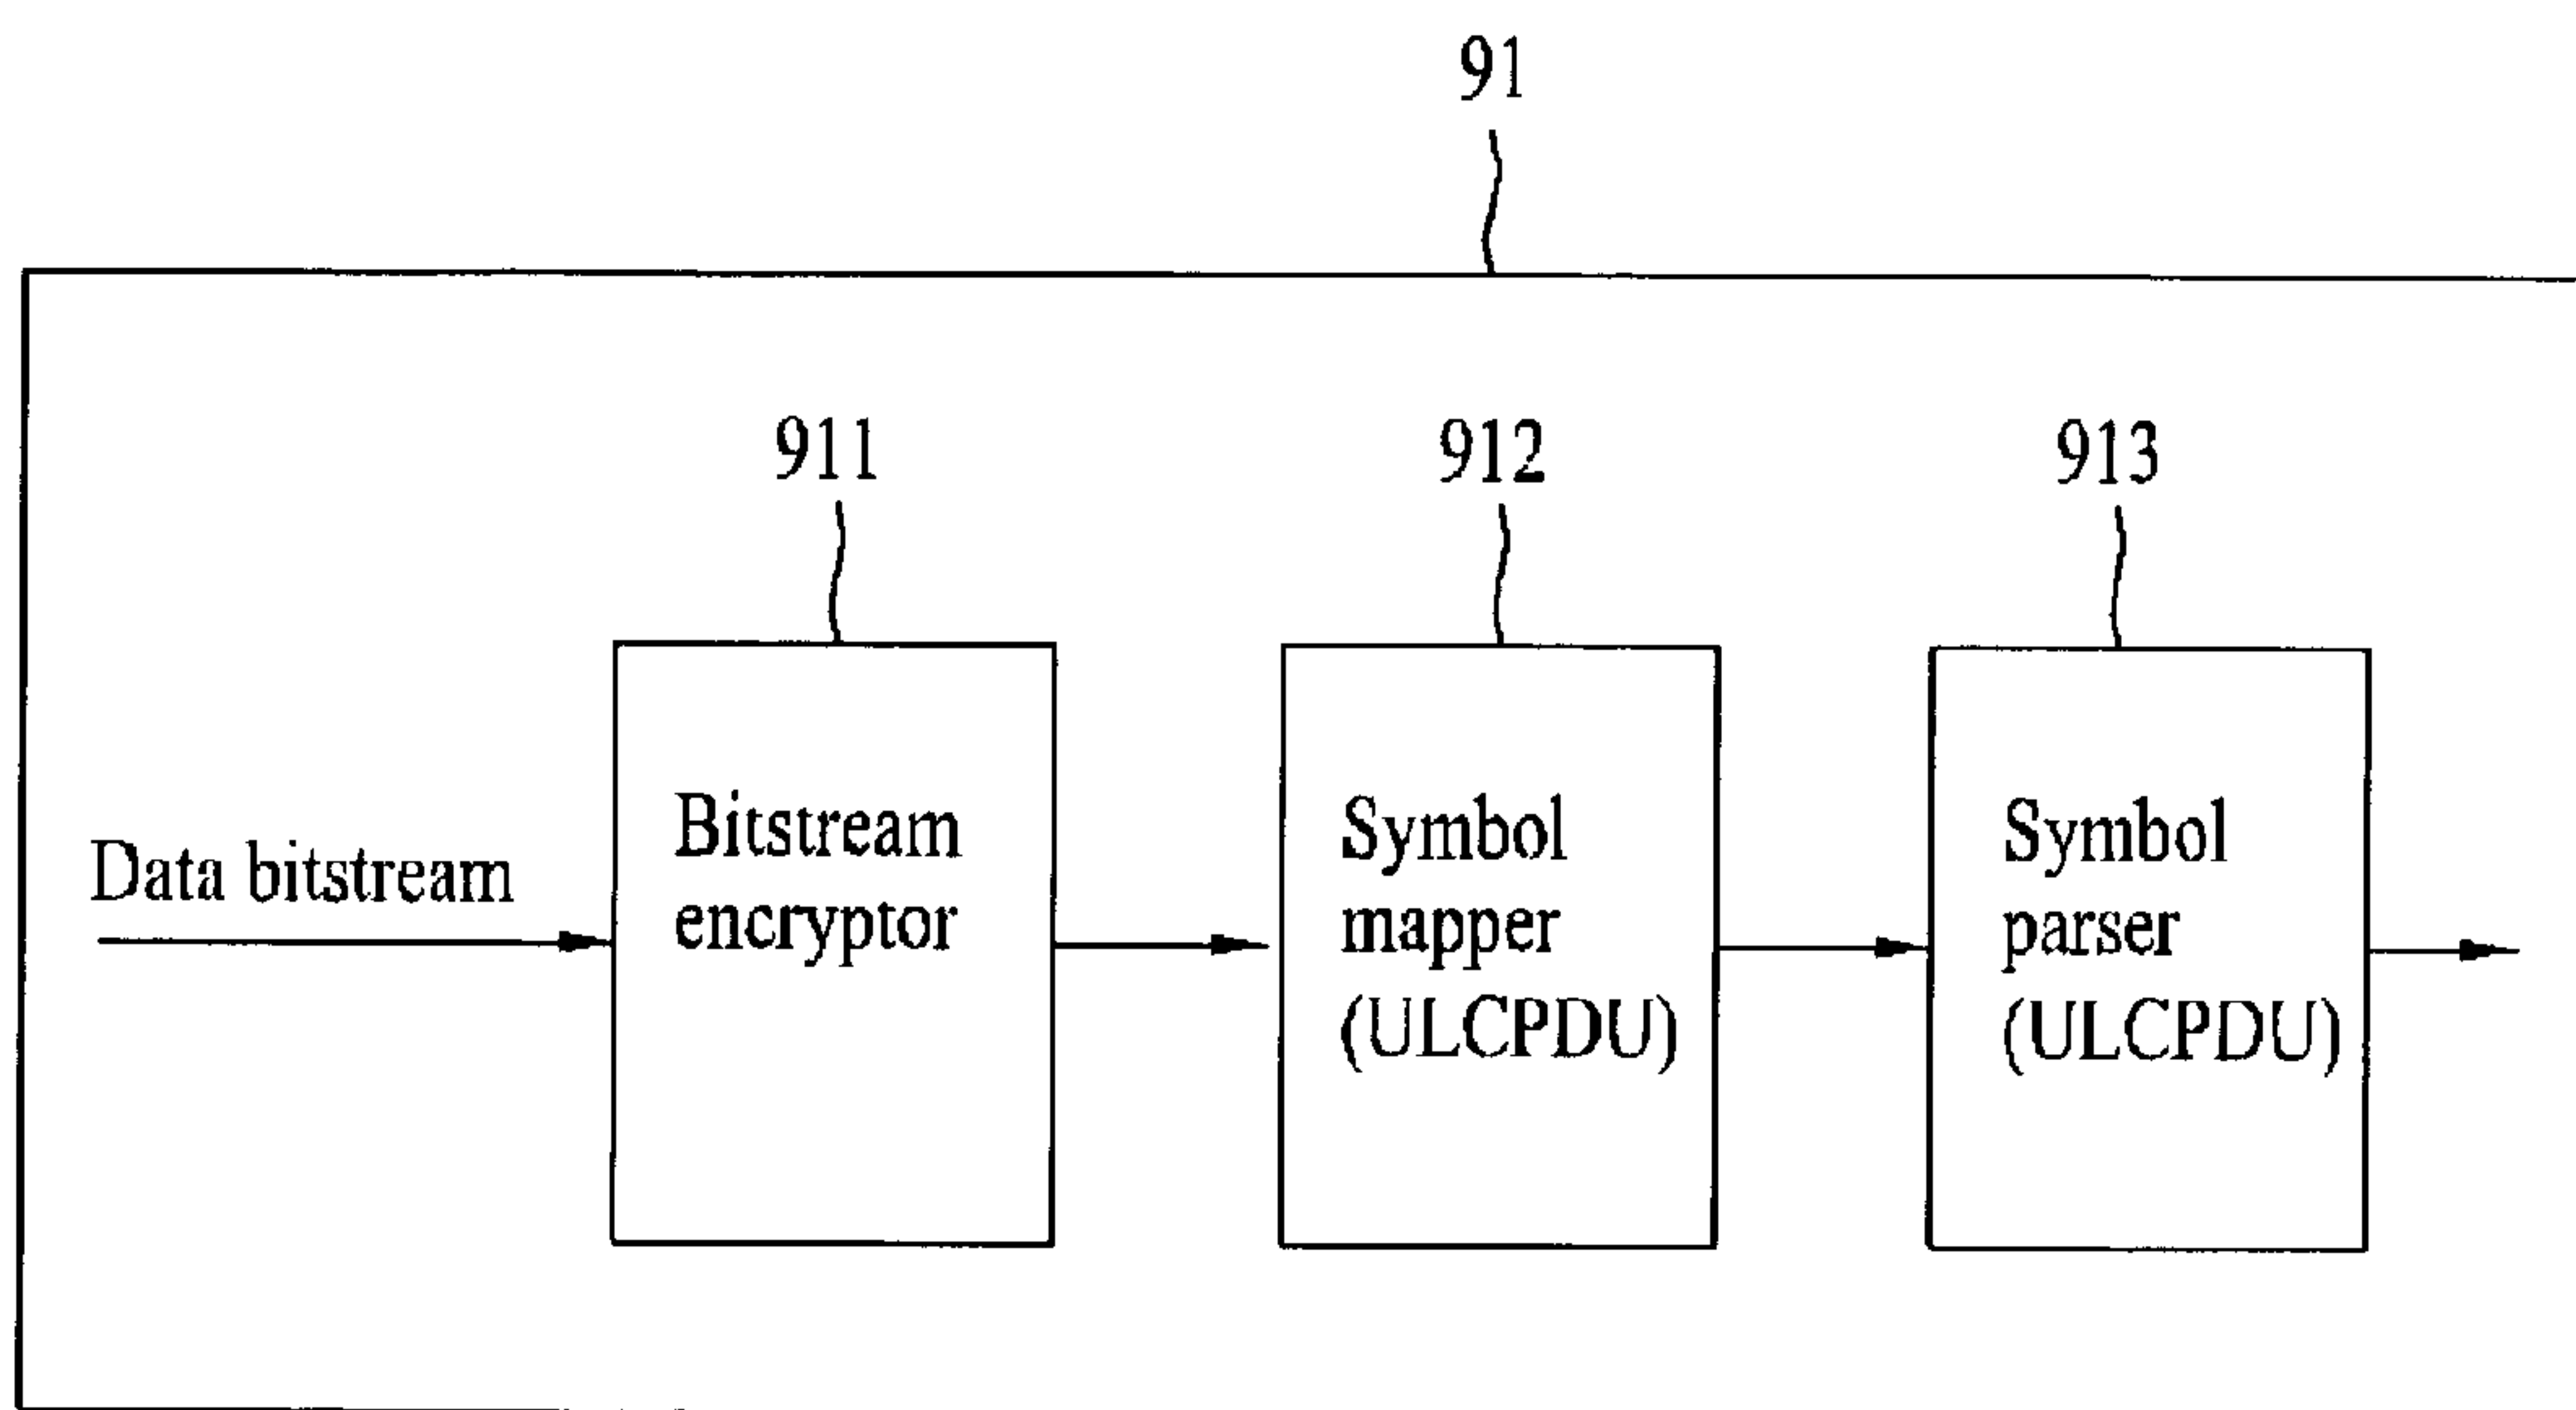 91
911
912
913
Data bitstream
Bitstream
encryptor
Symbol
mapper
(ULCPDU)
Symbol
parser
(ULCPDU)